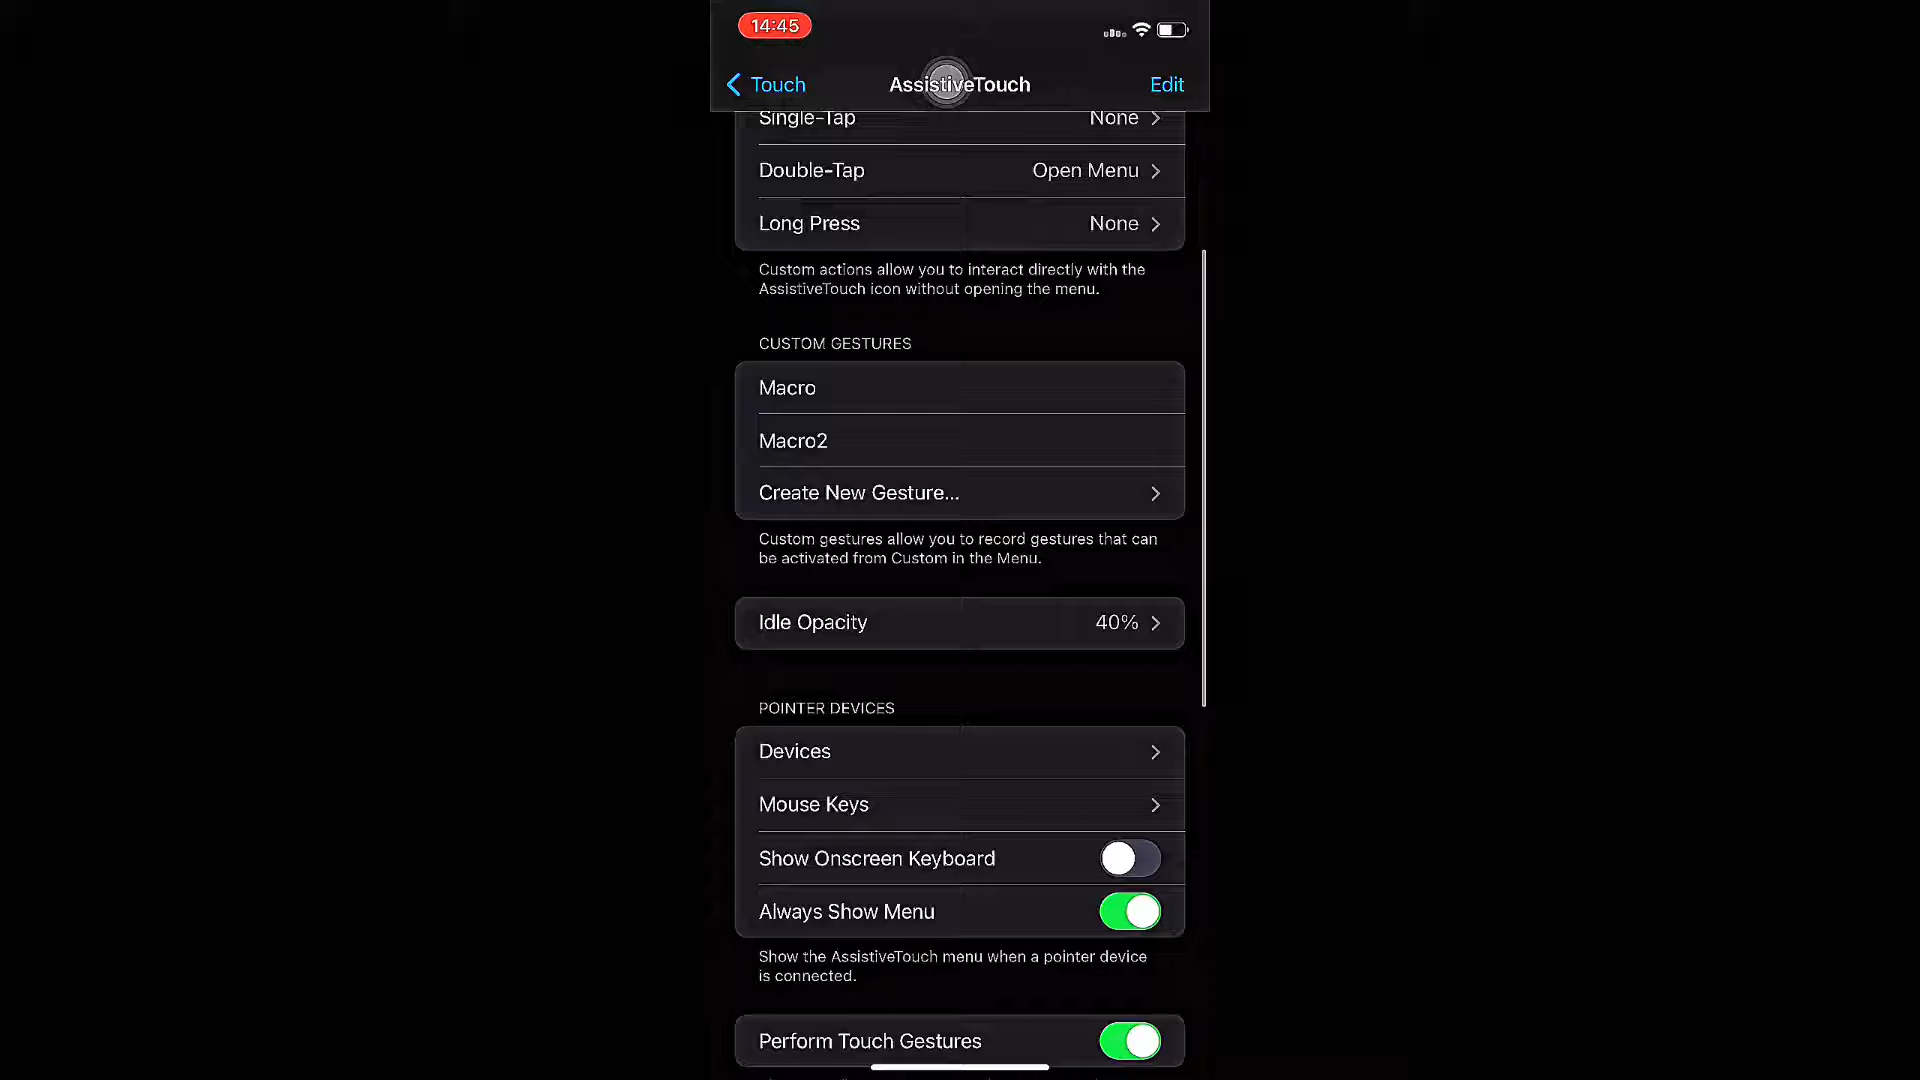 14:45
Touch
AssistiveTouch
Edit
Single-Tap None
Double-Tap Open Menu
Long Press None
Custom actions allow you to interact directly with the
AssistiveTouch icon without opening the menu.
CUSTOM GESTURES
Macro
Macro2
Create New Gesture...
Custom gestures allow you to record gestures that can
be activated from Custom in the Menu.
Idle Opacity 40%
POINTER DEVICES
Devices
Mouse Keys
Show Onscreen Keyboard
Always Show Menu
Show the AssistiveTouch menu when a pointer device
is connected.
Perform Touch Gestures